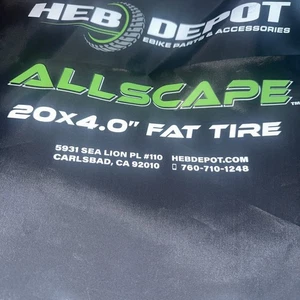 HEB DEPOT
EBIKE PARTS & ACCESSORIES
ALLSCAPE TM
20X4.0" FAT TIRE
5931 SEA LION PL #110 HEBDEPOT.COM
CARLSBAD, CA 92010 760-710-1248